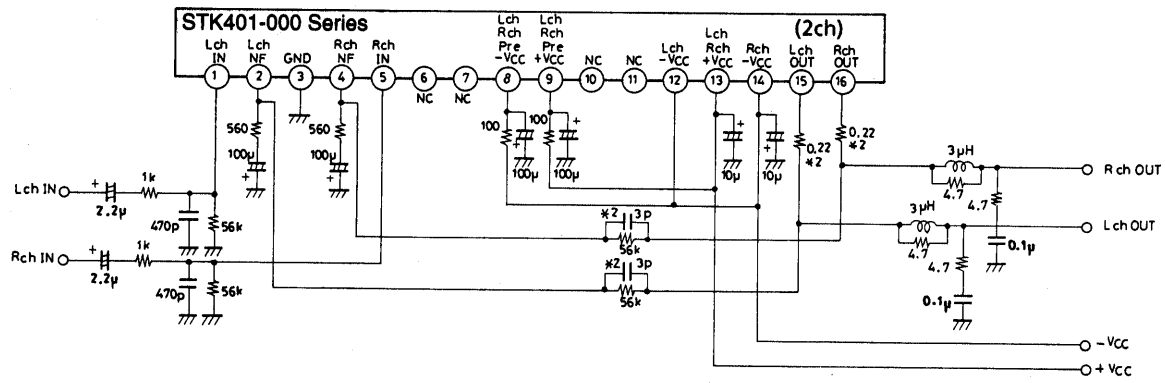 STK401-000 Series
(2ch)
Lch IN
Lch NF
GND
Rch NF
Rch IN
Lch Rch Pre -VCC
Lch Rch Pre +VCC
NC
NC
Lch -VCC
Lch Rch +VCC
Rch -VCC
Lch OUT
Rch OUT
1 2 3 4 5 6 7 8 9 10 11 12 13 14 15 16
NC NC
560
100μ
+
560
100μ
+
100
+
100μ
100
+
100μ
+
10μ
+
10μ
0.22
*2
0.22
*2
3μH
4.7
R ch OUT
4.7
0.1μ
3μH
4.7
Lch OUT
4.7
0.1μ
Lch IN
+
2.2μ
1k
470p
56k
Rch IN
+
2.2μ
1k
470p
56k
*2
3p
56k
*2
3p
56k
-VCC
+VCC